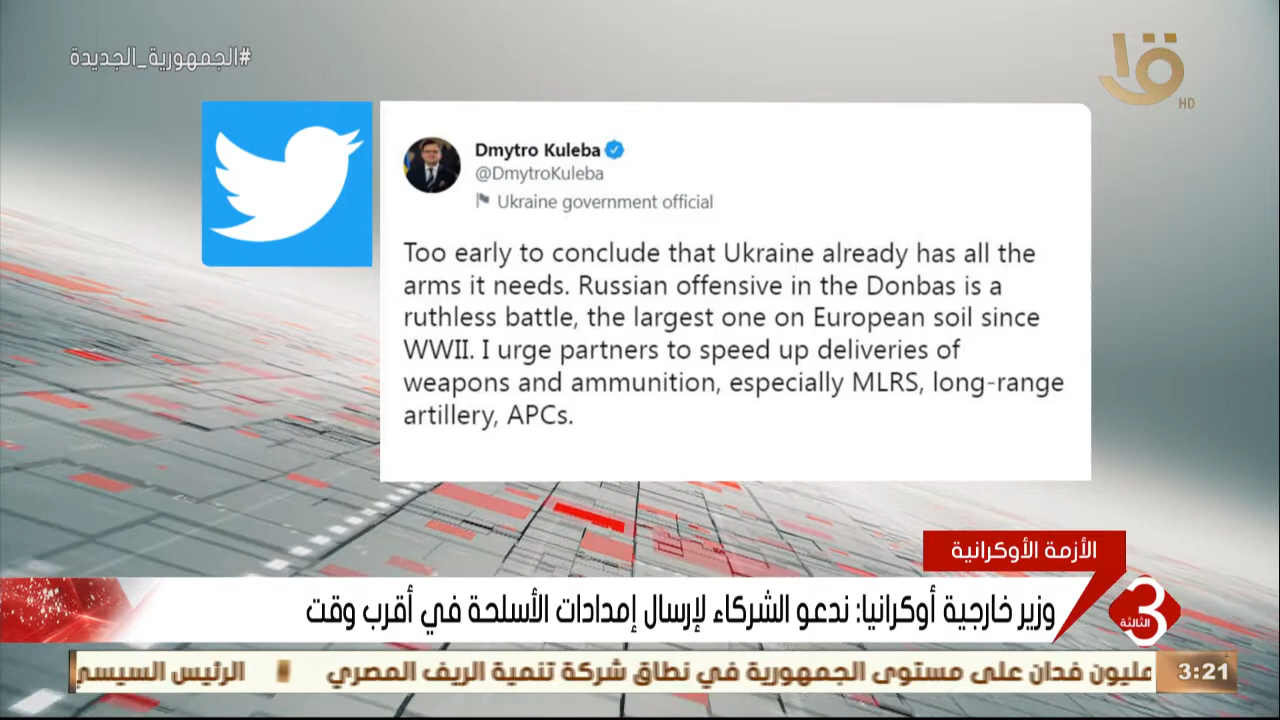 #الجمهورية_الجديدة
HD
Dmytro Kuleba
@DmytroKuleba
Ukraine government official
Too early to conclude that Ukraine already has all the
arms it needs. Russian offensive in the Donbas is a
ruthless battle, the largest one on European soil since
WWII. I urge partners to speed up deliveries of
weapons and ammunition, especially MLRS, long-range
artillery, APCs.
الأزمة الأوكرانية
وزير خارجية أوكرانيا: ندعو الشركاء لإرسال إمدادات الأسلحة في أقرب وقت
3
الثالثة
3:21
مليون فدان على مستوى الجمهورية في نطاق شركة تنمية الريف المصري
الرئيس السيسي